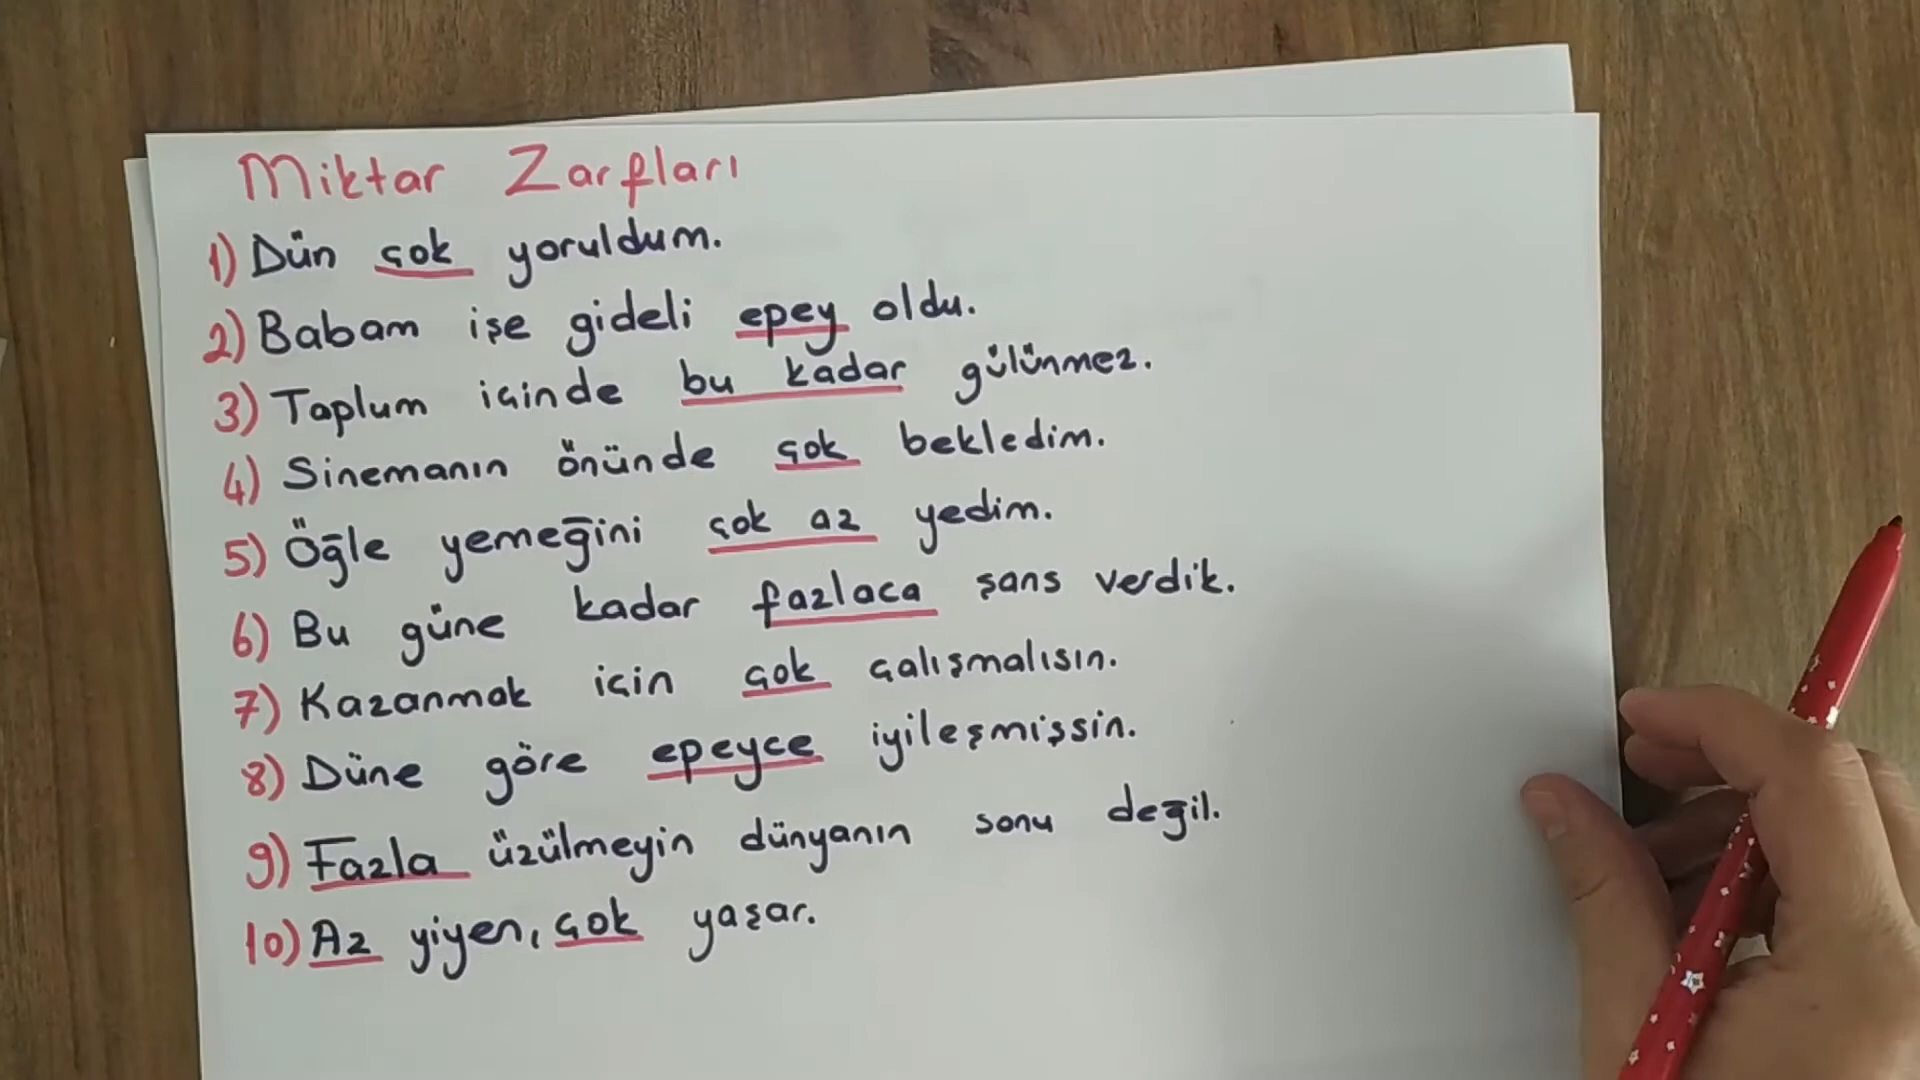 Miktar Zarfları
1) Dün çok yoruldum.
2) Babam işe gideli epey oldu.
3) Toplum içinde bu kadar gülünmez.
4) Sinemanın önünde çok bekledim.
5) Öğle yemeğini çok az yedim.
6) Bu güne kadar fazlaca şans verdik.
7) Kazanmak için çok çalışmalısın.
8) Düne göre epeyce iyileşmişsin.
9) Fazla üzülmeyin dünyanın sonu değil.
10) Az yiyen, çok yaşar.